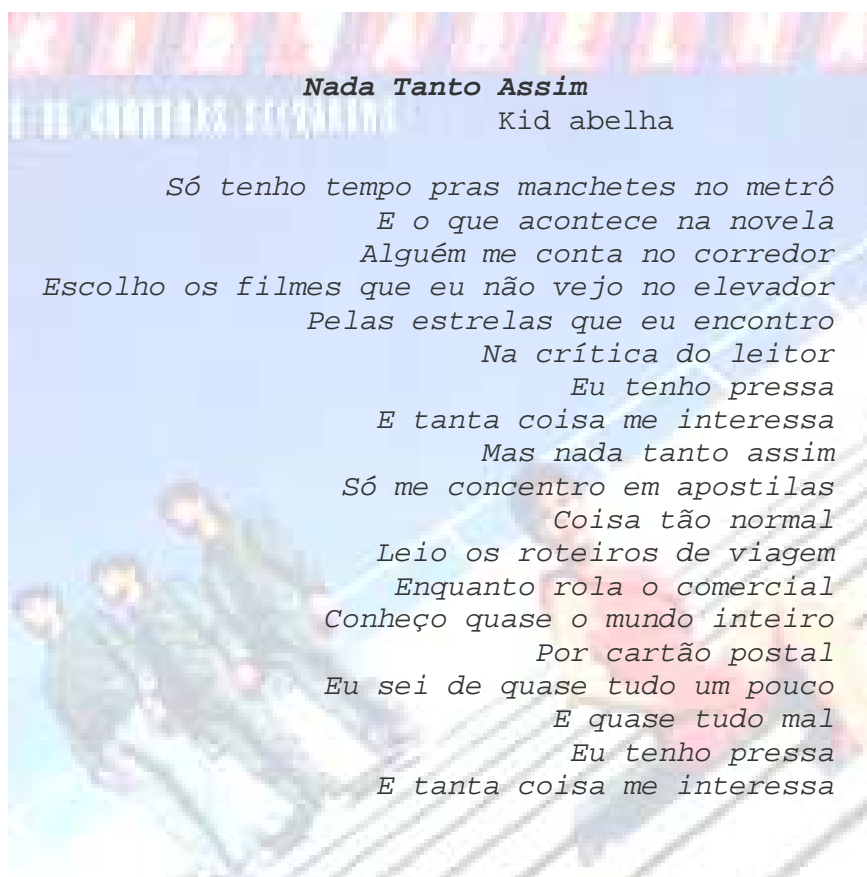 KID ABELHA
Nada Tanto Assim
Kid abelha
Só tenho tempo pras manchetes no metrô
E o que acontece na novela
Alguém me conta no corredor
Escolho os filmes que eu não vejo no elevador
Pelas estrelas que eu encontro
Na crítica do leitor
Eu tenho pressa
E tanta coisa me interessa
Mas nada tanto assim
Só me concentro em apostilas
Coisa tão normal
Leio os roteiros de viagem
Enquanto rola o comercial
Conheço quase o mundo inteiro
Por cartão postal
Eu sei de quase tudo um pouco
E quase tudo mal
Eu tenho pressa
E tanta coisa me interessa